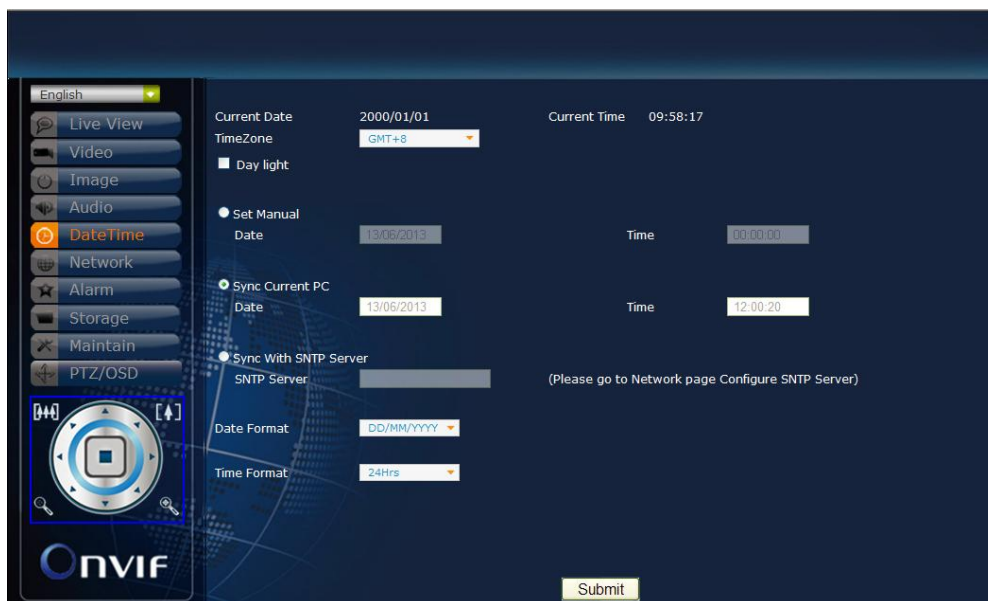 English
Live View
Video
Image
Audio
DateTime
Network
Alarm
Storage
Maintain
PTZ/OSD
Onvif
Current Date 2000/01/01 Current Time 09:58:17
TimeZone GMT+8
Day light
Set Manual
Date 13/06/2013 Time 00:00:00
Sync Current PC
Date 13/06/2013 Time 12:00:20
Sync With SNTP Server
SNTP Server (Please go to Network page Configure SNTP Server)
Date Format DD/MM/YYYY
Time Format 24Hrs
Submit